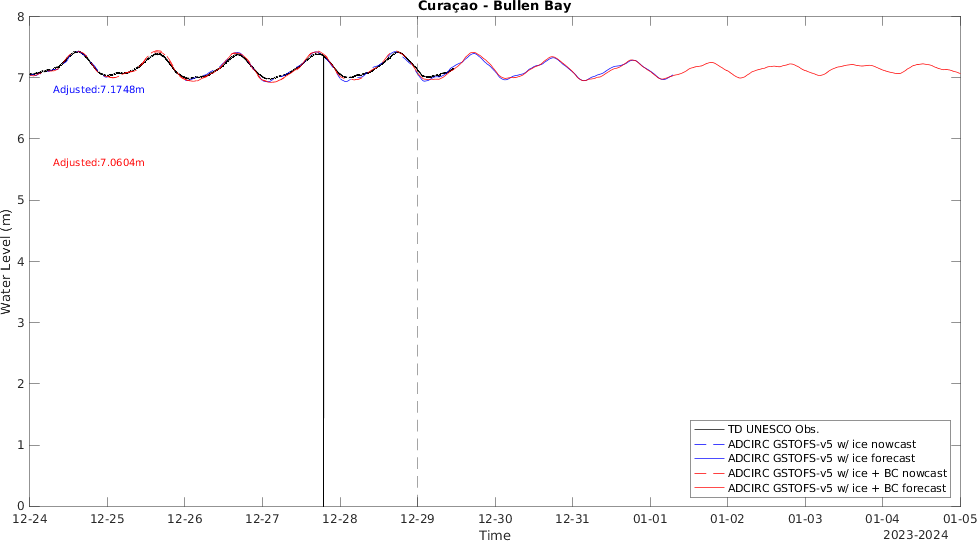 Curaçao - Bullen Bay
8
7
6
5
4
3
2
1
0
Water Level (m)
Adjusted:7.1748m
Adjusted:7.0604m
TD UNESCO Obs.
ADCIRC GSTOFS-v5 w/ ice nowcast
ADCIRC GSTOFS-v5 w/ ice forecast
ADCIRC GSTOFS-v5 w/ ice + BC nowcast
ADCIRC GSTOFS-v5 w/ ice + BC forecast
12-24 12-25 12-26 12-27 12-28 12-29 12-30 12-31 01-01 01-02 01-03 01-04 01-05
Time
2023-2024